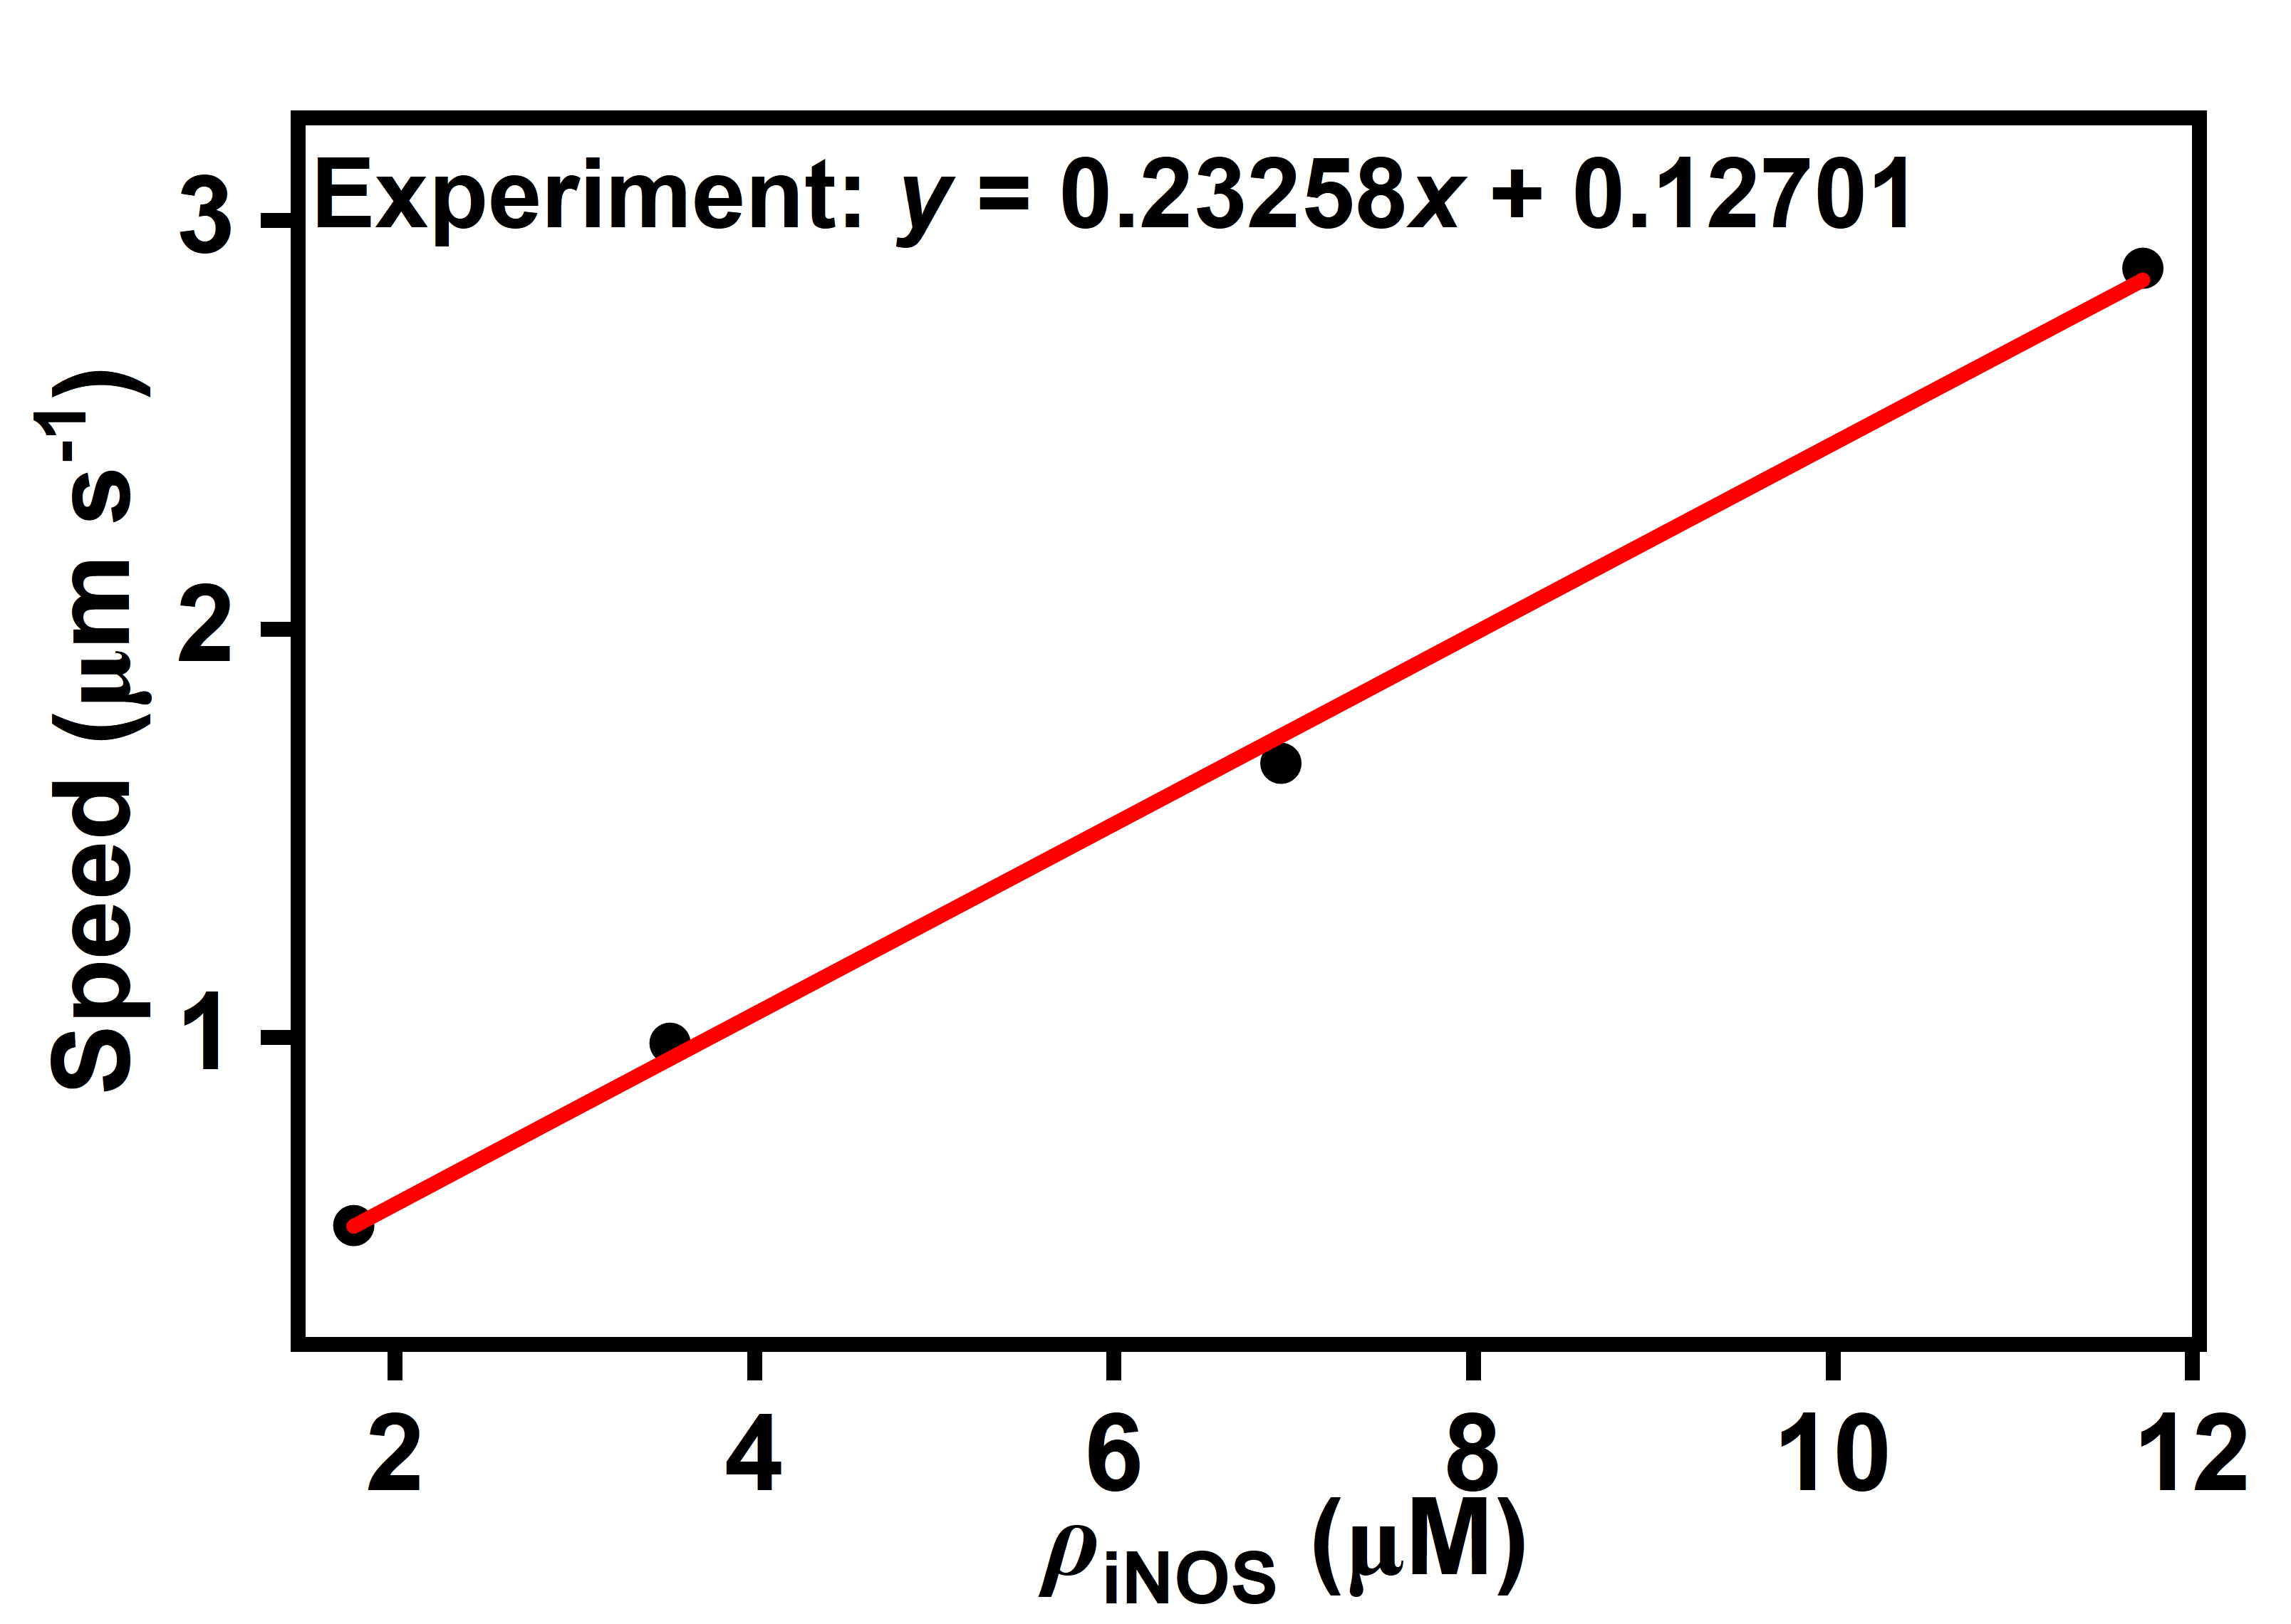 Experiment: y = 0.23258x + 0.12701
3
2
1
Speed (μm s-1)
2 4 6 8 10 12
ρiNOS (μM)